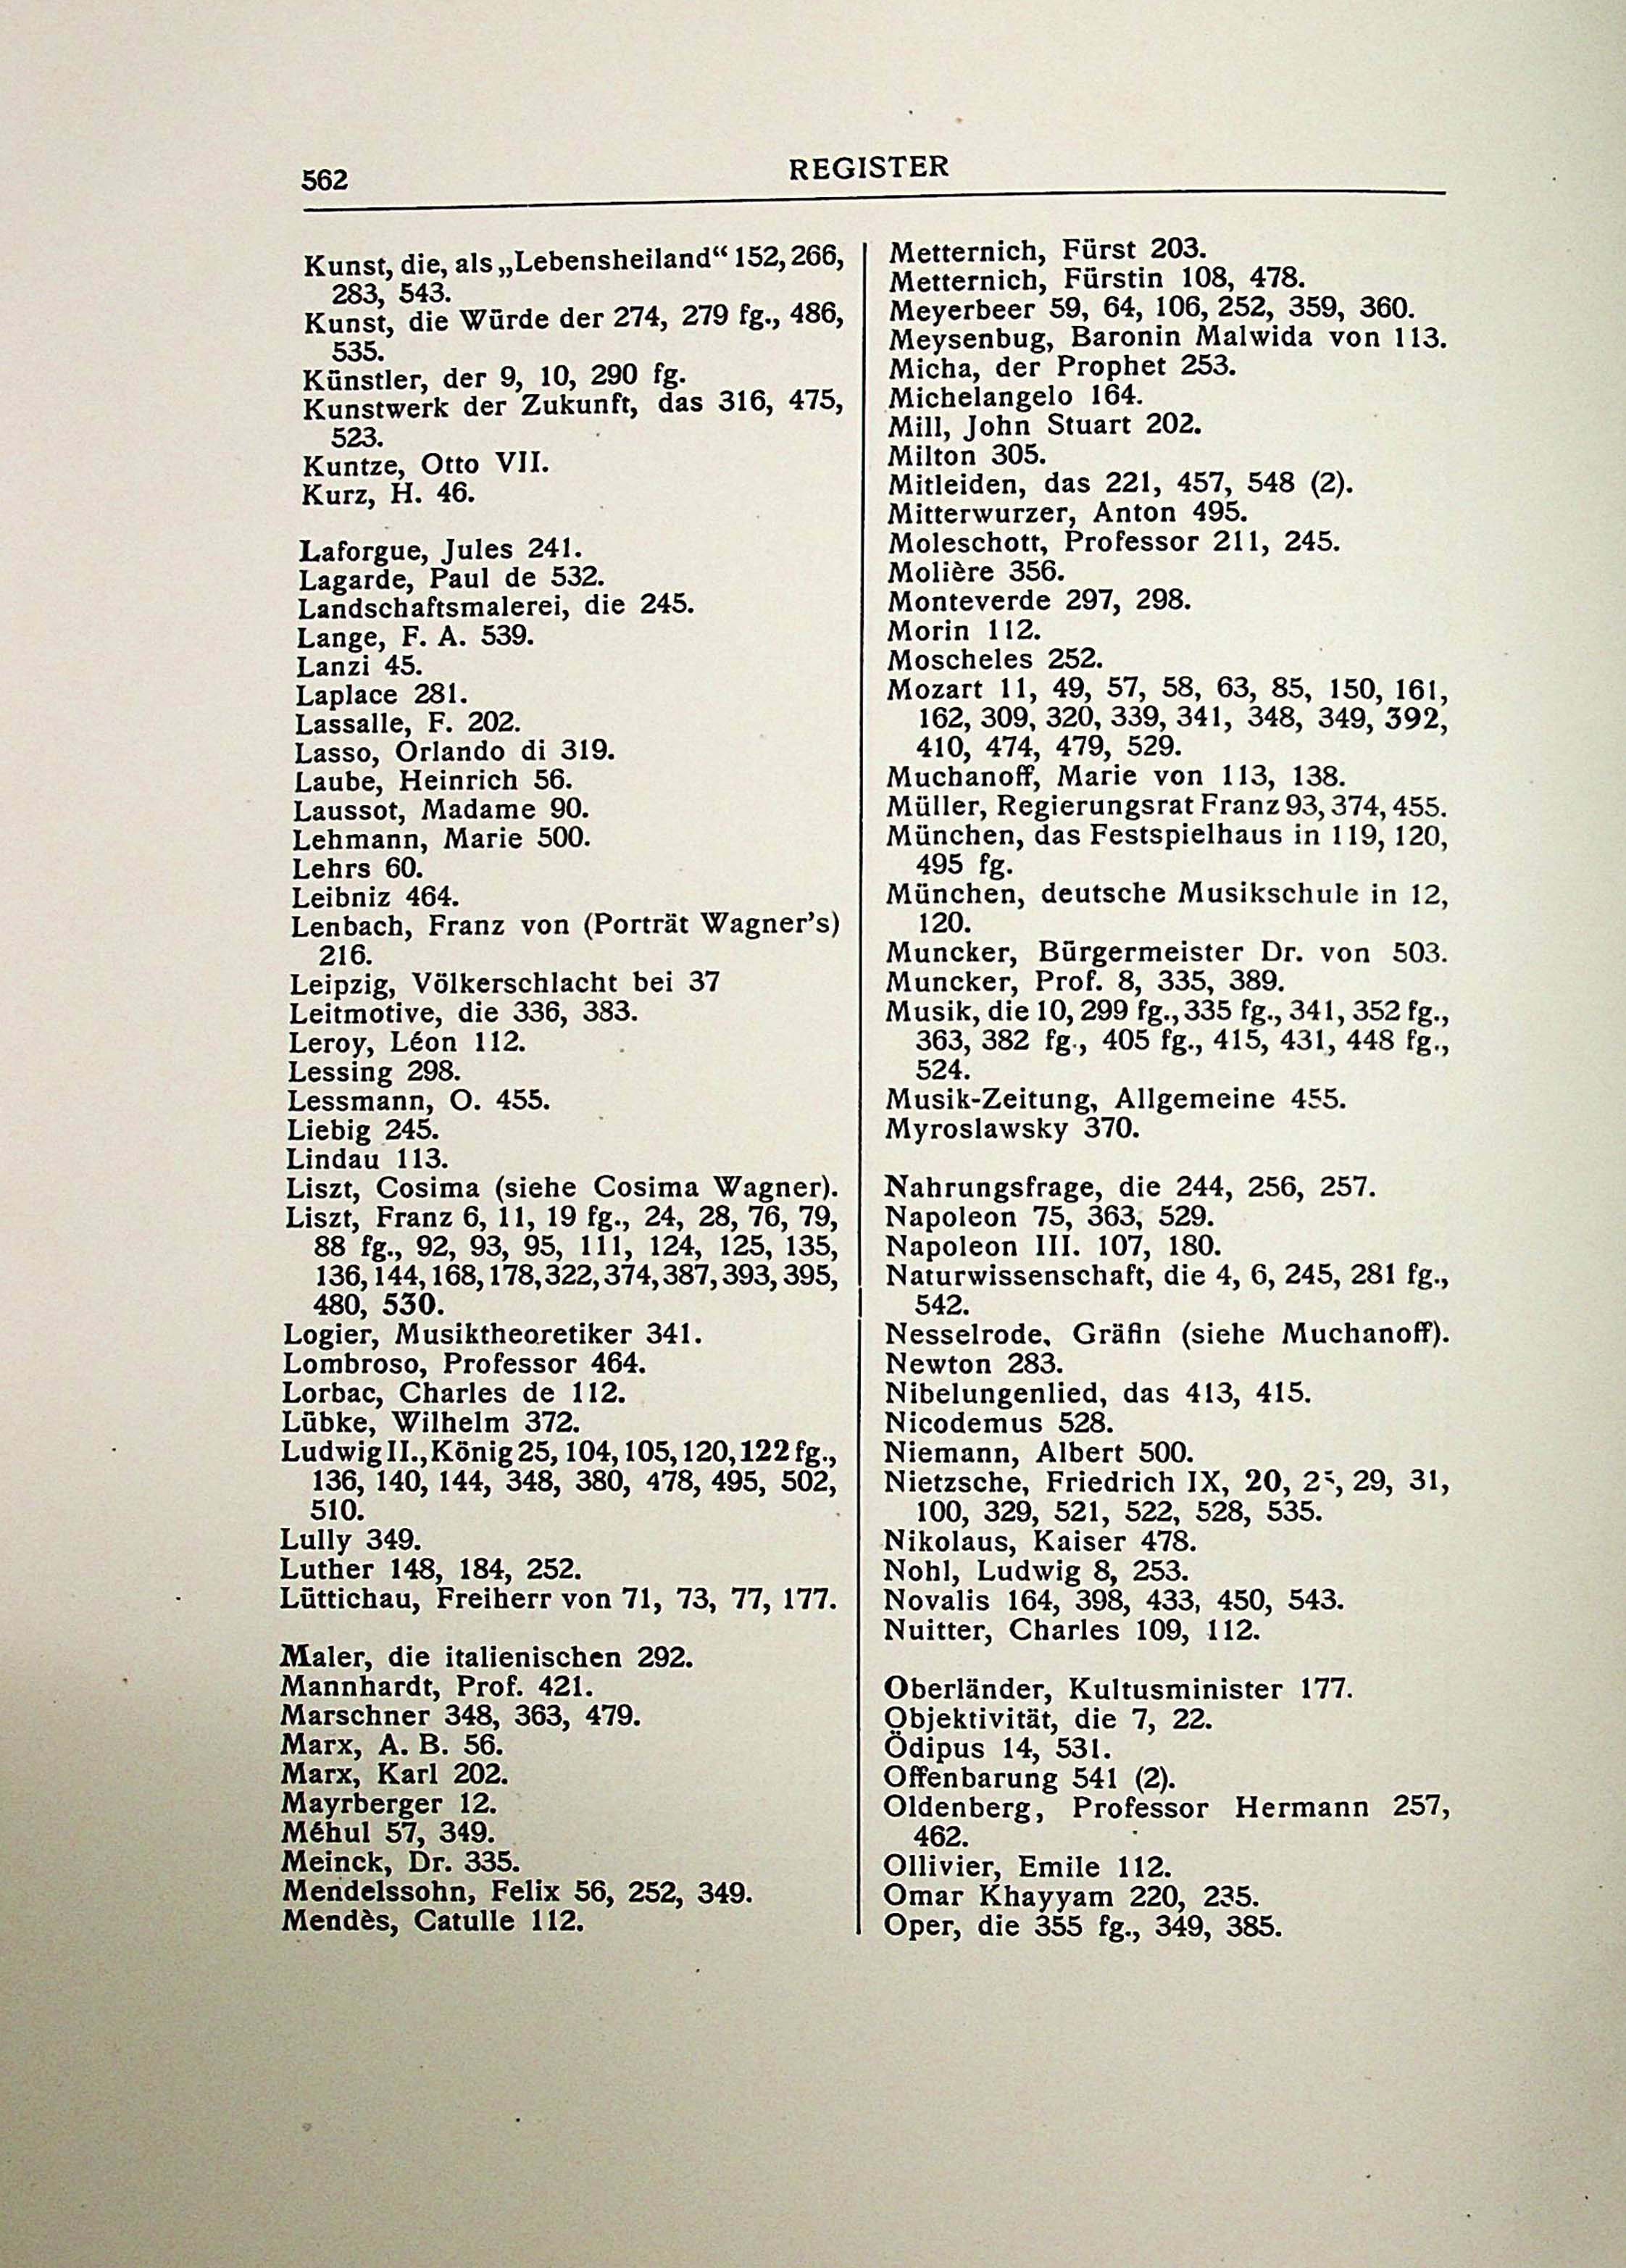 562
REGISTER
Kunst, die, als „Lebensheiland“ 152, 266,
283, 543.
Kunst, die Würde der 274, 279 fg., 486,
535.
Künstler, der 9, 10, 290 fg.
Kunstwerk der Zukunft, das 316, 475,
523.
Kuntze, Otto VII.
Kurz, H. 46.
Laforgue, Jules 241.
Lagarde, Paul de 532.
Landschaftsmalerei, die 245.
Lange, F. A. 539.
Lanzi 45.
Laplace 281.
Lassalle, F. 202.
Lasso, Orlando di 319.
Laube, Heinrich 56.
Laussot, Madame 90.
Lehmann, Marie 500.
Lehrs 60.
Leibniz 464.
Lenbach, Franz von (Porträt Wagner’s)
216.
Leipzig, Völkerschlacht bei 37
Leitmotive, die 336, 383.
Leroy, Léon 112.
Lessing 298.
Lessmann, O. 455.
Liebig 245.
Lindau 113.
Liszt, Cosima (siehe Cosima Wagner).
Liszt, Franz 6, 11, 19 fg., 24, 28, 76, 79,
88 fg., 92, 93, 95, 111, 124, 125, 135,
136, 144, 168, 178, 322, 374, 387, 393, 395,
480, 530.
Logier, Musiktheoretiker 341.
Lombroso, Professor 464.
Lorbac, Charles de 112.
Lübke, Wilhelm 372.
Ludwig II., König 25, 104, 105, 120, 122 fg.,
136, 140, 144, 348, 380, 478, 495, 502,
510.
Lully 349.
Luther 148, 184, 252.
Lüttichau, Freiherr von 71, 73, 77, 177.
Maler, die italienischen 292.
Mannhardt, Prof. 421.
Marschner 348, 363, 479.
Marx, A. B. 56.
Marx, Karl 202.
Mayrberger 12.
Méhul 57, 349.
Meinck, Dr. 335.
Mendelssohn, Felix 56, 252, 349.
Mendès, Catulle 112.
Metternich, Fürst 203.
Metternich, Fürstin 108, 478.
Meyerbeer 59, 64, 106, 252, 359, 360.
Meysenbug, Baronin Malwida von 113.
Micha, der Prophet 253.
Michelangelo 164.
Mill, John Stuart 202.
Milton 305.
Mitleiden, das 221, 457, 548 (2).
Mitterwurzer, Anton 495.
Moleschott, Professor 211, 245.
Molière 356.
Monteverde 297, 298.
Morin 112.
Moscheles 252.
Mozart 11, 49, 57, 58, 63, 85, 150, 161,
162, 309, 320, 339, 341, 348, 349, 392,
410, 474, 479, 529.
Muchanoff, Marie von 113, 138.
Müller, Regierungsrat Franz 93, 374, 455.
München, das Festspielhaus in 119, 120,
495 fg.
München, deutsche Musikschule in 12,
120.
Muncker, Bürgermeister Dr. von 503.
Muncker, Prof. 8, 335, 389.
Musik, die 10, 299 fg., 335 fg., 341, 352 fg.,
363, 382 fg., 405 fg., 415, 431, 448 fg.,
524.
Musik-Zeitung, Allgemeine 455.
Myroslawsky 370.
Nahrungsfrage, die 244, 256, 257.
Napoleon 75, 363, 529.
Napoleon III. 107, 180.
Naturwissenschaft, die 4, 6, 245, 281 fg.,
542.
Nesselrode, Gräfin (siehe Muchanoff).
Newton 283.
Nibelungenlied, das 413, 415.
Nicodemus 528.
Niemann, Albert 500.
Nietzsche, Friedrich IX, 20, 29, 31,
100, 329, 521, 522, 528, 535.
Nikolaus, Kaiser 478.
Nohl, Ludwig 8, 253.
Novalis 164, 398, 433, 450, 543.
Nuitter, Charles 109, 112.
Oberländer, Kultusminister 177.
Objektivität, die 7, 22.
Ödipus 14, 531.
Offenbarung 541 (2).
Oldenberg, Professor Hermann 257,
462.
Ollivier, Emile 112.
Omar Khayyam 220, 235.
Oper, die 355 fg., 349, 385.